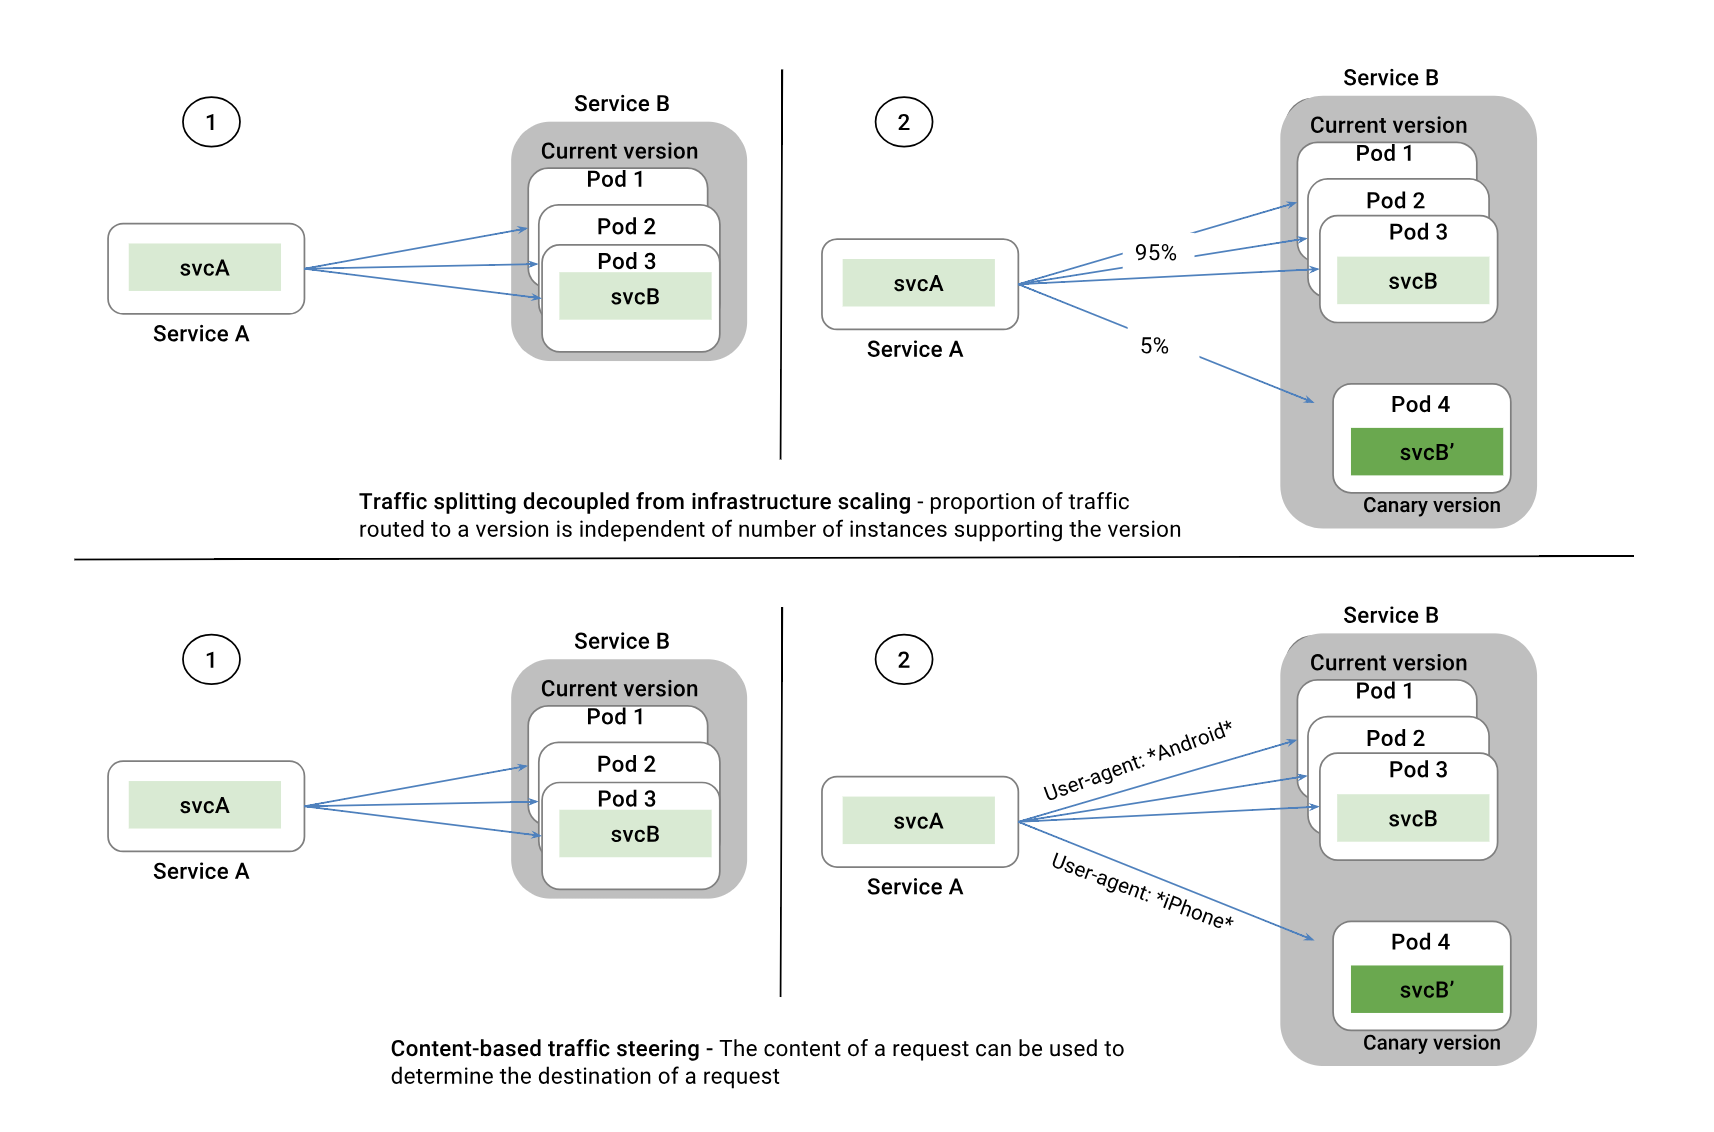 1
Service B
Current version
Pod 1
Pod 2
Pod 3
svcB
svcA
Service A
2
Service B
Current version
Pod 1
Pod 2
Pod 3
svcB
95%
svcA
Service A
5%
Pod 4
svcB’
Canary version
Traffic splitting decoupled from infrastructure scaling - proportion of traffic
routed to a version is independent of number of instances supporting the version
1
Service B
Current version
Pod 1
Pod 2
Pod 3
svcB
svcA
Service A
2
Service B
Current version
Pod 1
Pod 2
Pod 3
svcB
User-agent: *Android*
svcA
Service A
User-agent: *iPhone*
Pod 4
svcB’
Canary version
Content-based traffic steering - The content of a request can be used to
determine the destination of a request